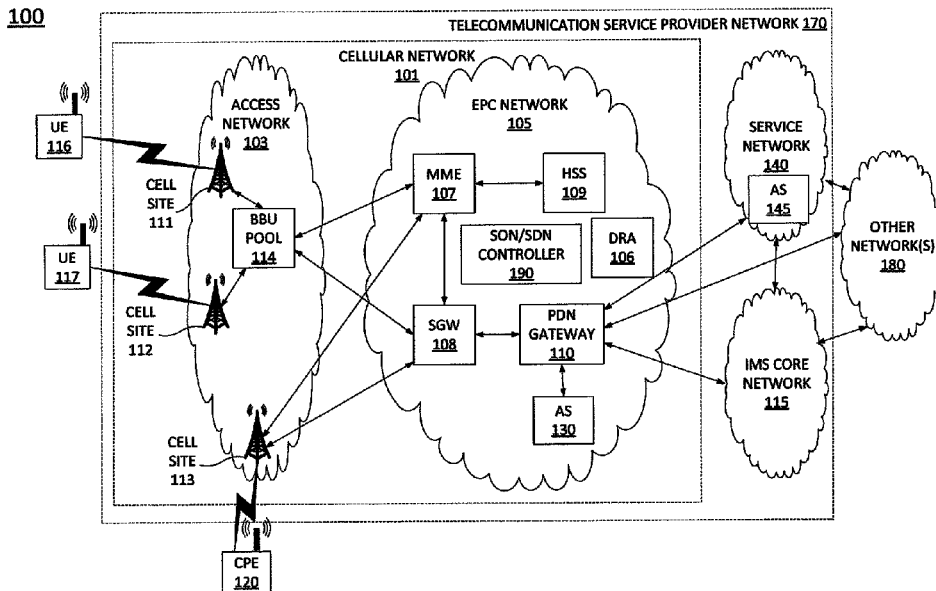 100
TELECOMMUNICATION SERVICE PROVIDER NETWORK 170
CELLULAR NETWORK
101
ACCESS
NETWORK
103
EPC NETWORK
105
UE
116
UE
117
CELL
SITE
111
CELL
SITE
112
CELL
SITE
113
BBU
POOL
114
CPE
120
MME
107
HSS
109
SON/SDN
CONTROLLER
190
DRA
106
SGW
108
PDN
GATEWAY
110
AS
130
SERVICE
NETWORK
140
AS
145
OTHER
NETWORK(S)
180
IMS CORE
NETWORK
115